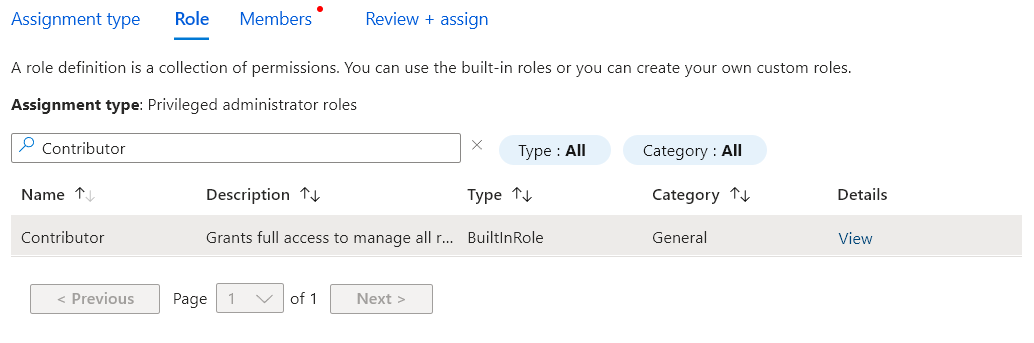 Assignment type Role Members Review + assign
A role definition is a collection of permissions. You can use the built-in roles or you can create your own custom roles.
Assignment type: Privileged administrator roles
Contributor Type : All Category : All
Name Description Type Category Details
Contributor Grants full access to manage all r... BuiltInRole General View
< Previous Page 1 of 1 Next >